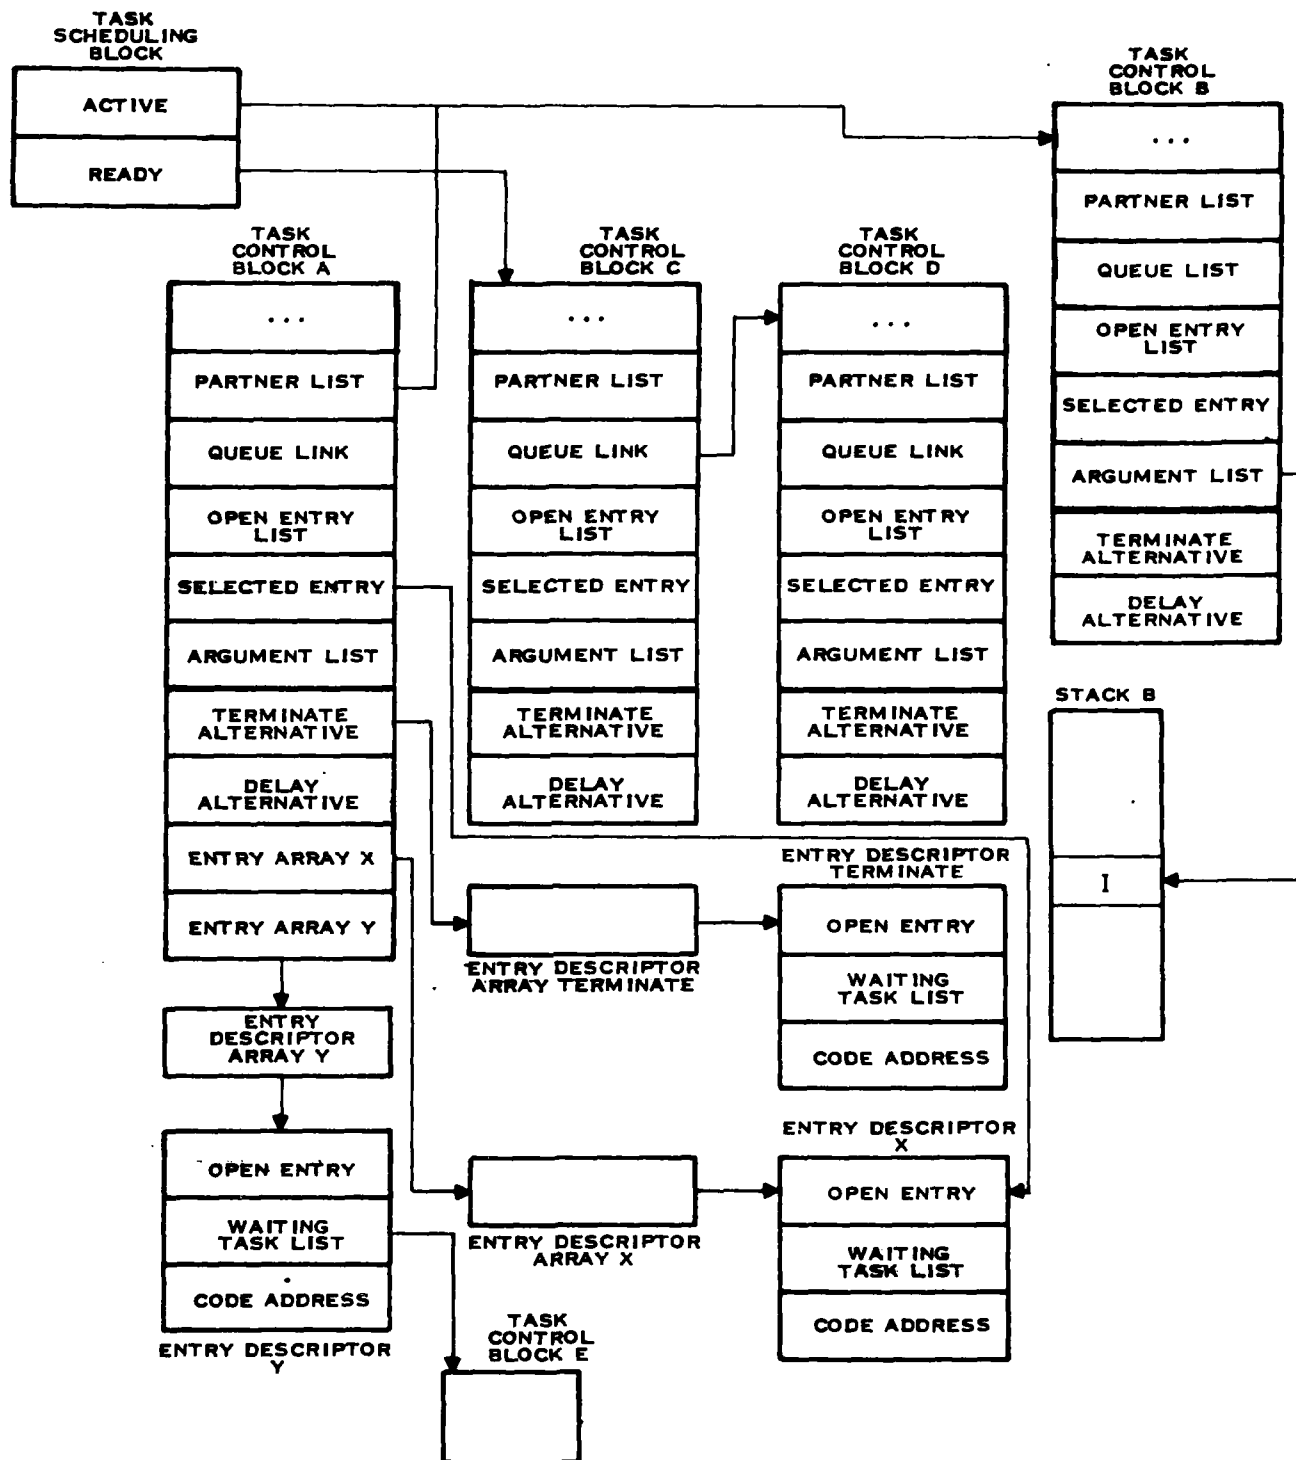 TASK
SCHEDULING
BLOCK
ACTIVE
READY
TASK
CONTROL
BLOCK B
...
PARTNER LIST
QUEUE LIST
OPEN ENTRY
LIST
SELECTED ENTRY
ARGUMENT LIST
TERMINATE
ALTERNATIVE
DELAY
ALTERNATIVE
TASK
CONTROL
BLOCK A
...
PARTNER LIST
QUEUE LINK
OPEN ENTRY
LIST
SELECTED ENTRY
ARGUMENT LIST
TERMINATE
ALTERNATIVE
DELAY
ALTERNATIVE
ENTRY ARRAY X
ENTRY ARRAY Y
TASK
CONTROL
BLOCK C
...
PARTNER LIST
QUEUE LINK
OPEN ENTRY
LIST
SELECTED ENTRY
ARGUMENT LIST
TERMINATE
ALTERNATIVE
DELAY
ALTERNATIVE
TASK
CONTROL
BLOCK D
...
PARTNER LIST
QUEUE LINK
OPEN ENTRY
LIST
SELECTED ENTRY
ARGUMENT LIST
TERMINATE
ALTERNATIVE
DELAY
ALTERNATIVE
STACK B
I
ENTRY DESCRIPTOR
TERMINATE
OPEN ENTRY
WAITING
TASK LIST
CODE ADDRESS
ENTRY DESCRIPTOR
ARRAY TERMINATE
ENTRY
DESCRIPTOR
ARRAY Y
OPEN ENTRY
WAITING
TASK LIST
CODE ADDRESS
ENTRY DESCRIPTOR
Y
ENTRY DESCRIPTOR
ARRAY X
ENTRY DESCRIPTOR
X
OPEN ENTRY
WAITING
TASK LIST
CODE ADDRESS
TASK
CONTROL
BLOCK E